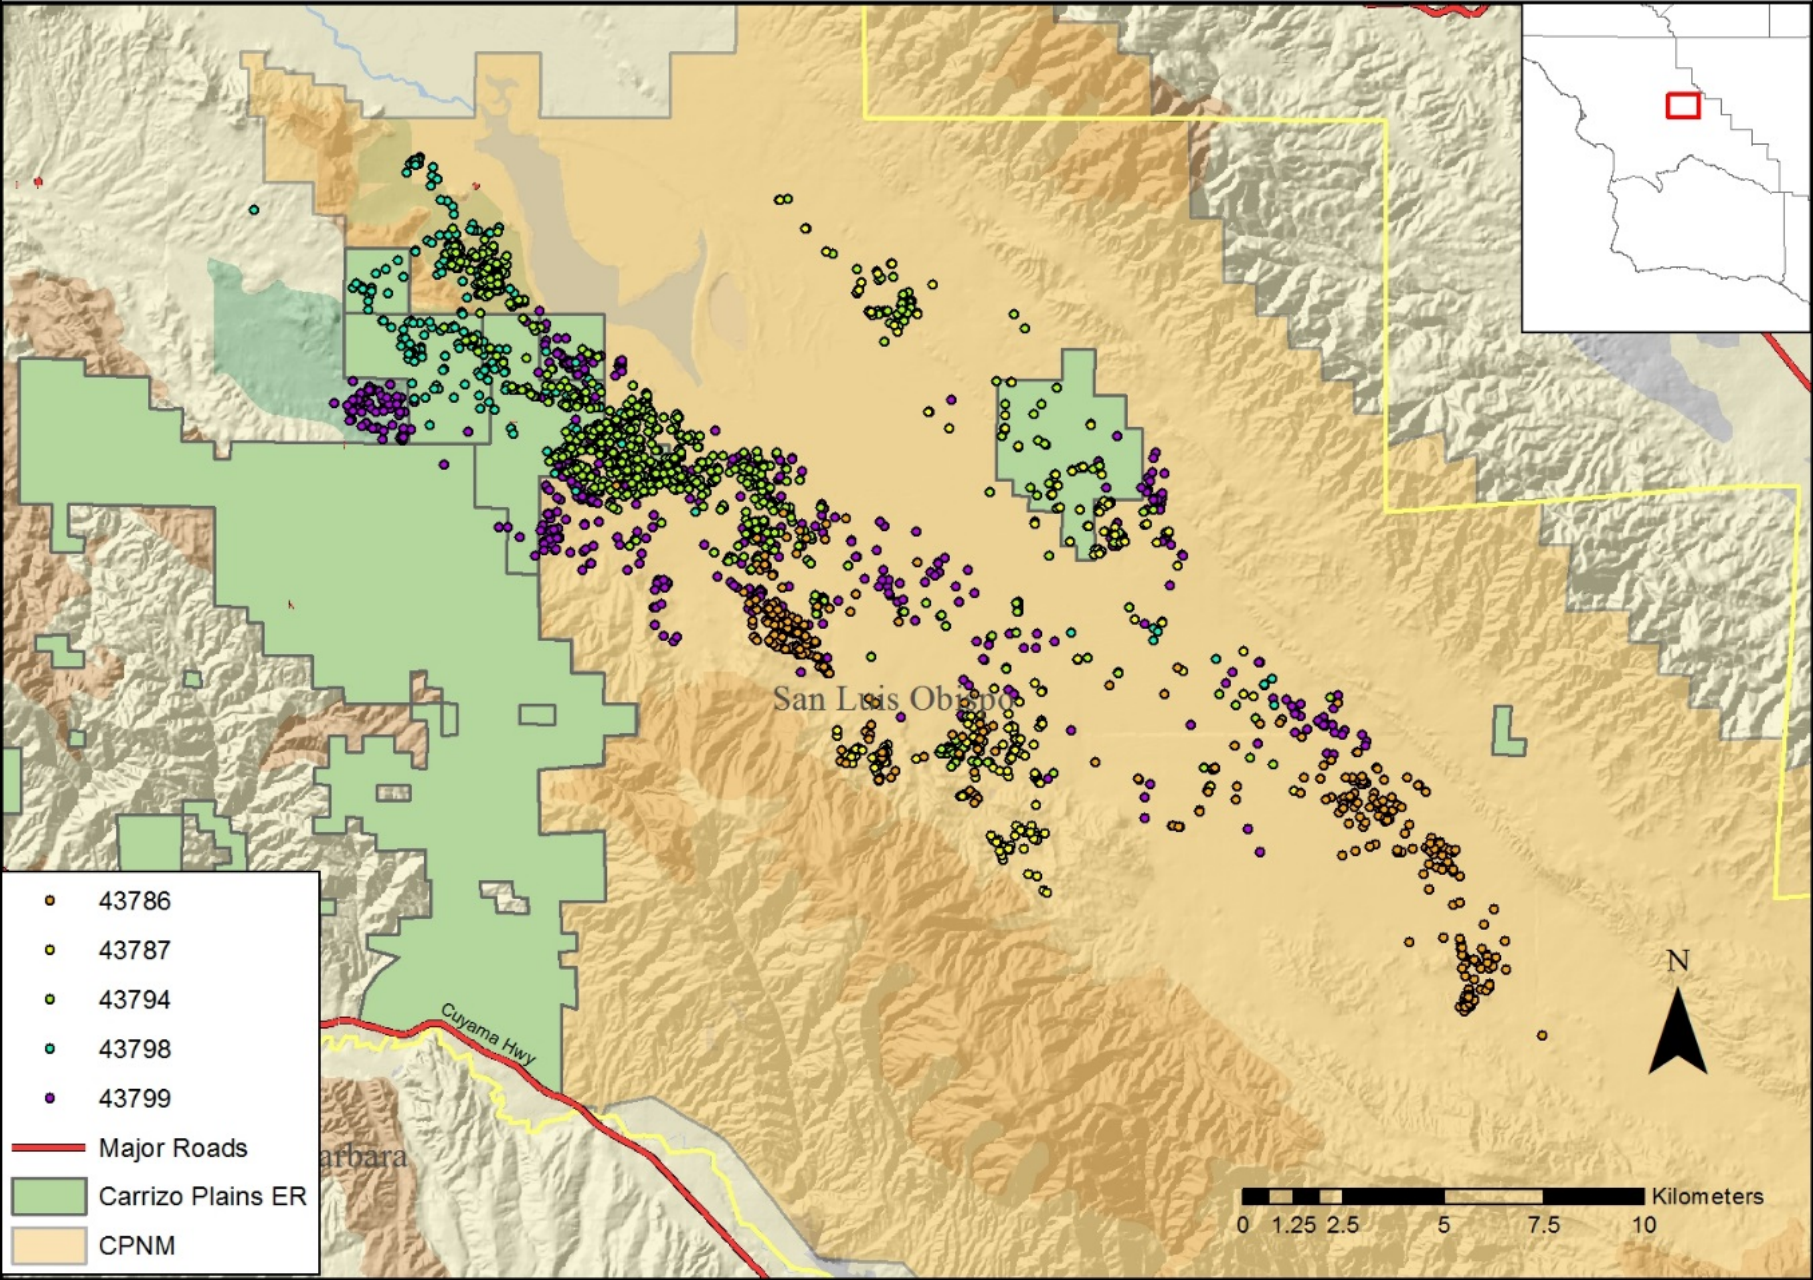 San Luis Obispo
N
Cuyama Hwy
arbara
43786
43787
43794
43798
43799
Major Roads
Carrizo Plains ER
CPNM
Kilometers
0 1.25 2.5 5 7.5 10